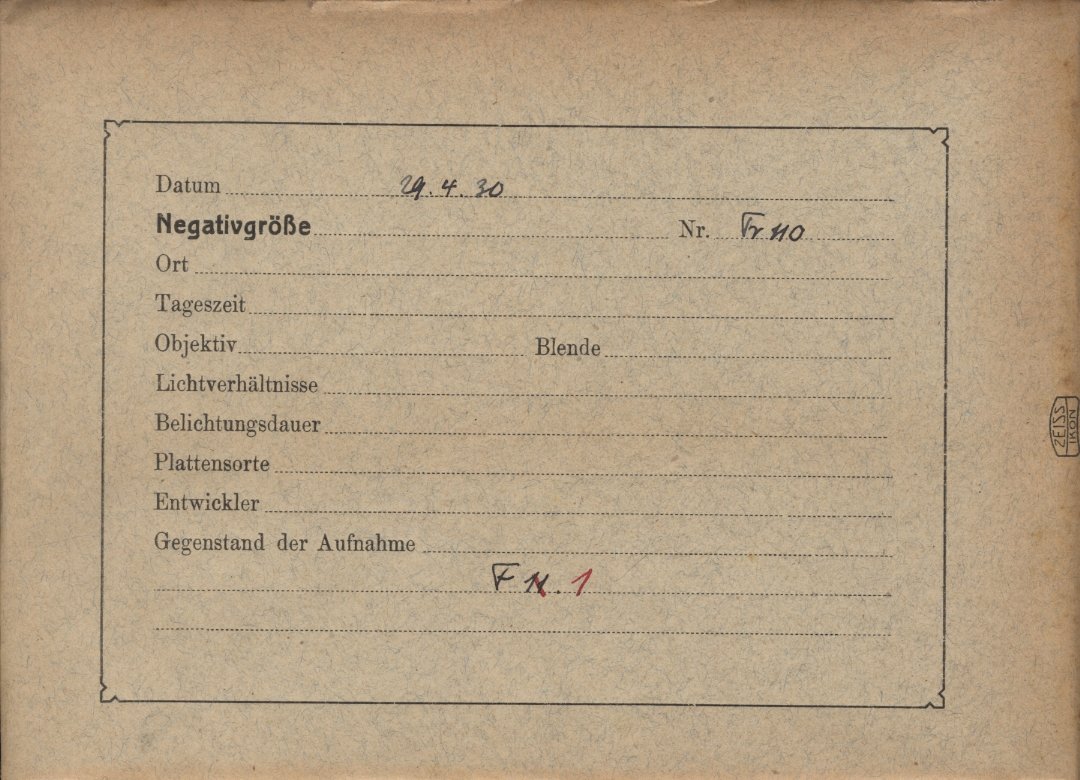 Datum 29.4.30
Negativgröße Nr. Fr 110
Ort
Tageszeit
Objektiv Blende
Lichtverhältnisse
Belichtungsdauer
Plattensorte
Entwickler
Gegenstand der Aufnahme
F 11. 1
ZEISS
IKON